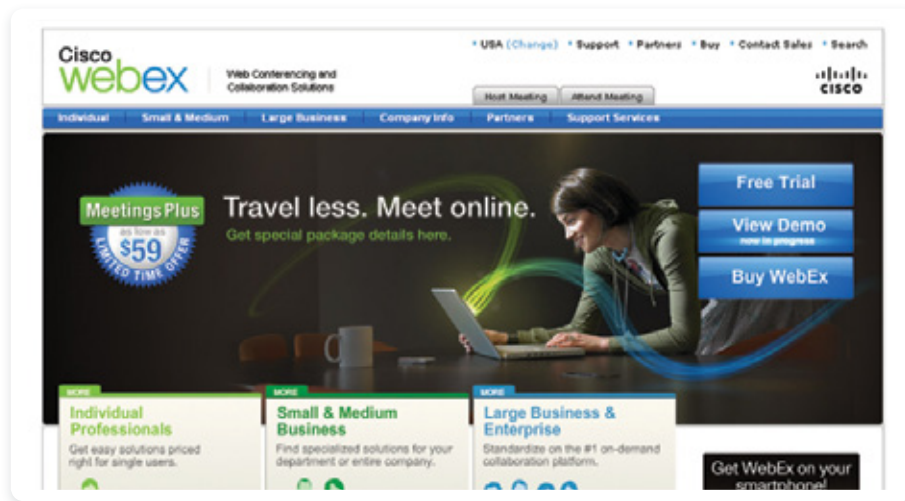 Cisco
webex
Web Conferencing and
Collaboration Solutions
USA (Change) Support Partners Buy Contact Sales Search
Host Meeting Attend Meeting
CISCO
Individual Small & Medium Large Business Company Info Partners Support Services
Meetings Plus
as low as
$59
LIMITED TIME OFFER
Travel less. Meet online.
Get special package details here.
Free Trial
View Demo
now in progress
Buy WebEx
MORE
Individual
Professionals
Get easy solutions priced
right for single users.
MORE
Small & Medium
Business
Find specialized solutions for your
department or entire company.
MORE
Large Business &
Enterprise
Standardize on the #1 on-demand
collaboration platform.
Get WebEx on your
smartphone!